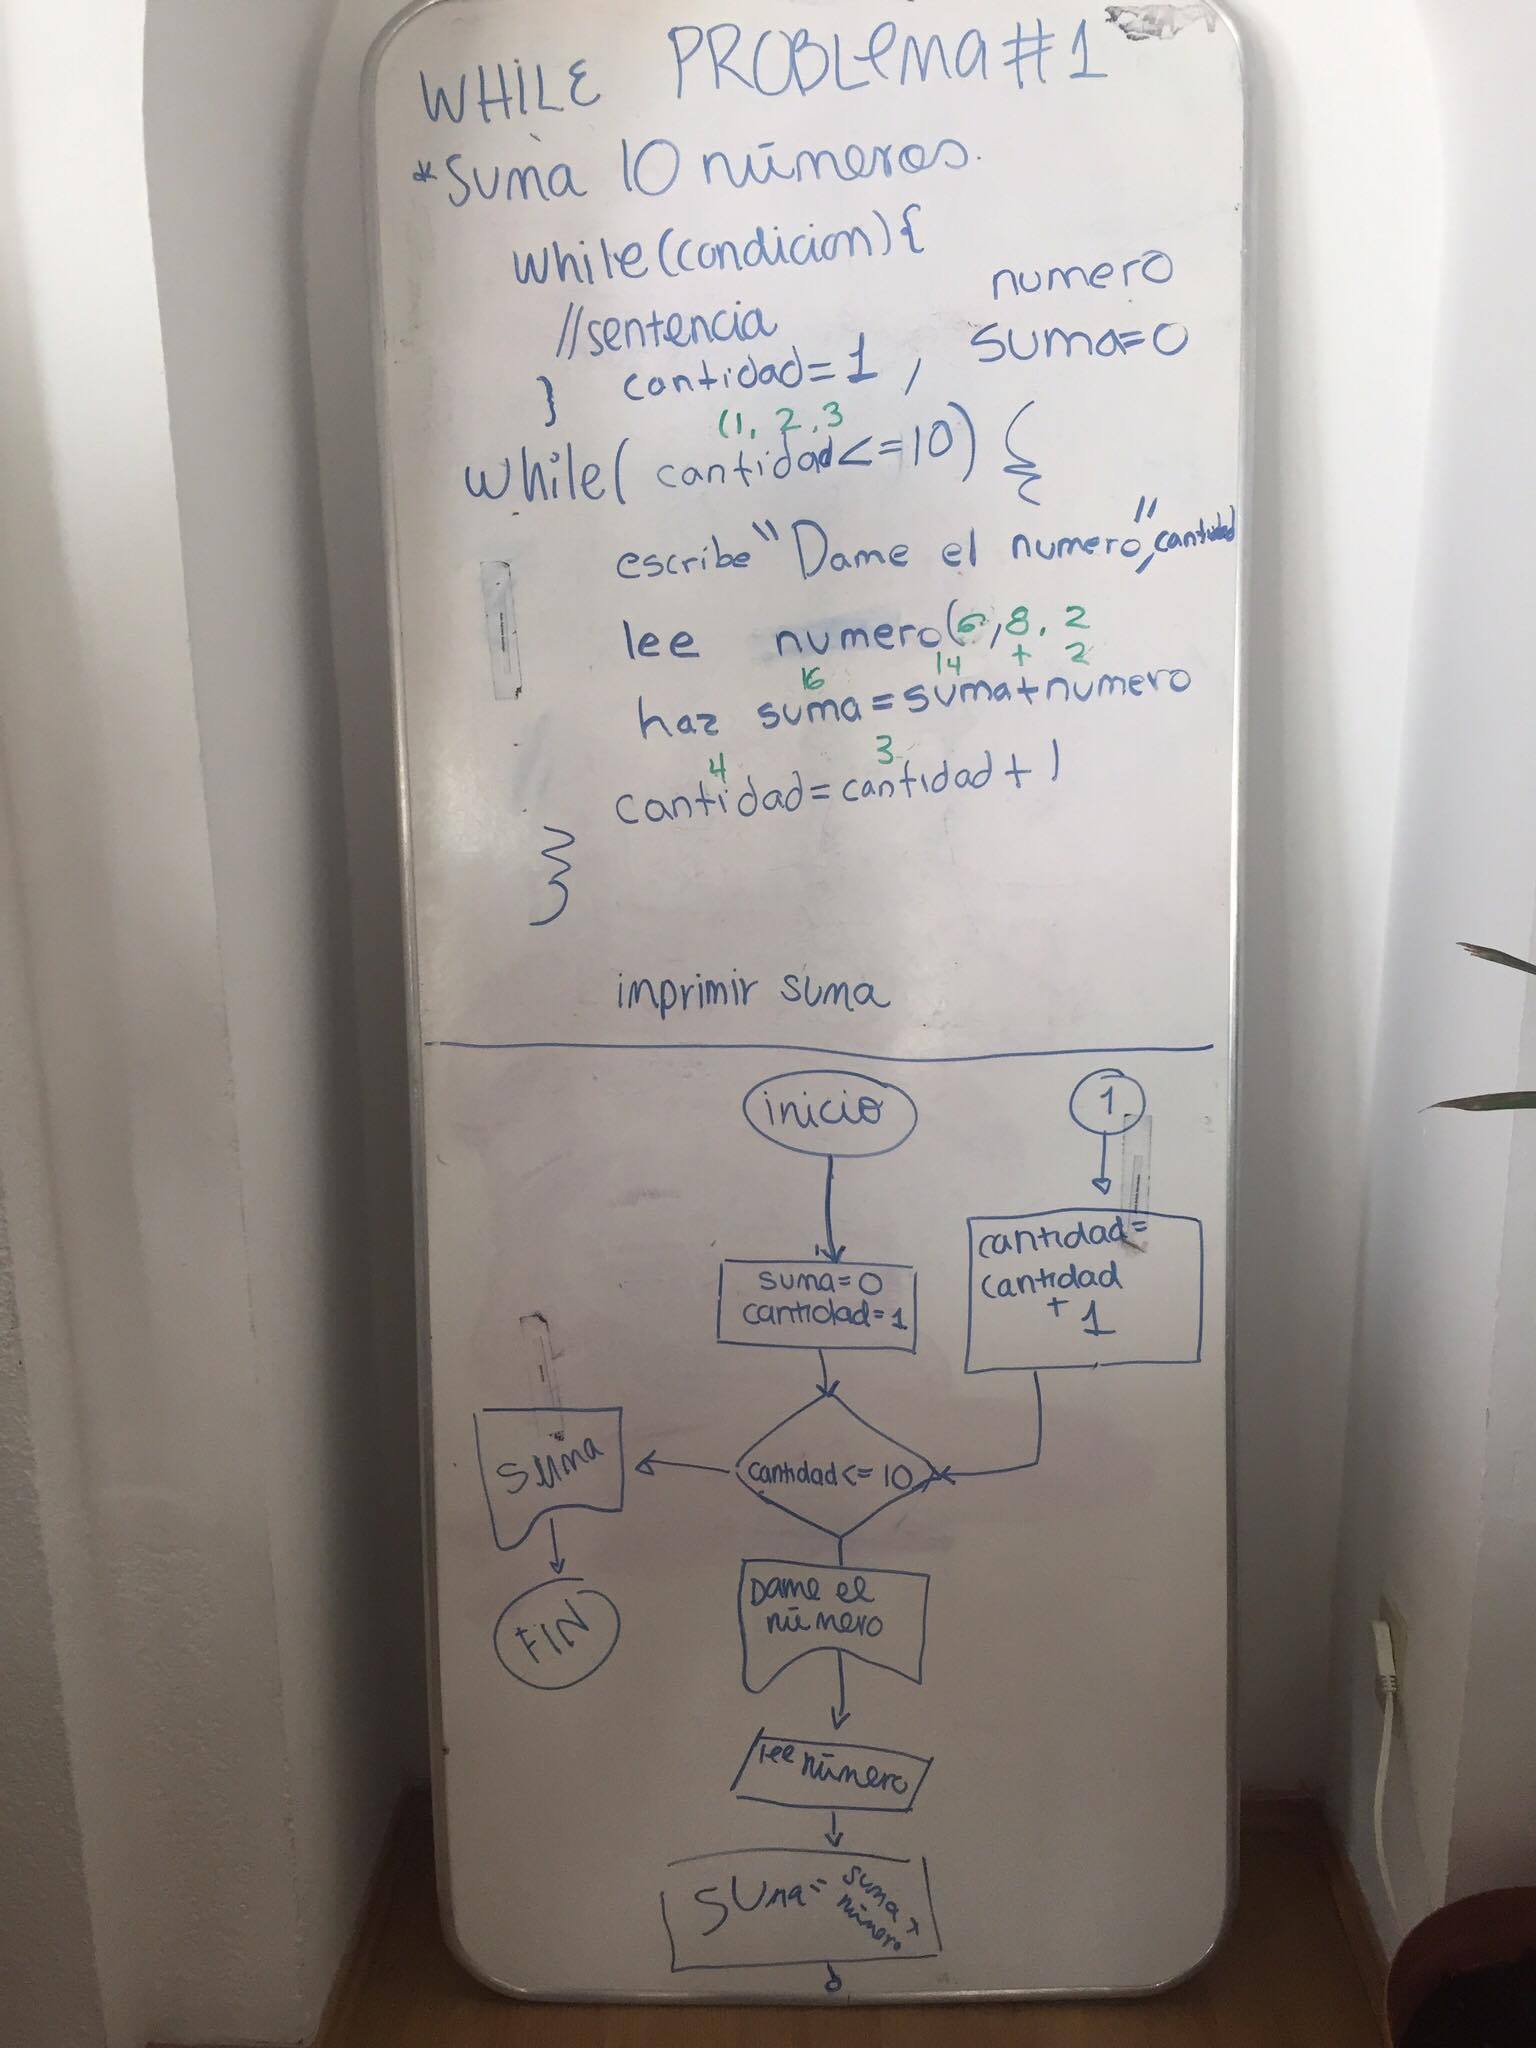 WHILE PROBLEMA #1
*Suma 10 números.
while(condicion){
//sentencia
}
numero
cantidad=1, suma=0
(1, 2, 3
while(cantidad<=10) {
escribe "Dame el numero", cantidad
lee numero(6, 8, 2
16 14 + 2
haz suma=suma+numero
4 3
cantidad=cantidad+1
}
imprimir suma
inicio
suma=0
cantidad=1
cantidad<=10
Dame el
número
lee número
suma= suma+
número
1
cantidad=
cantidad
+ 1
suma
FIN